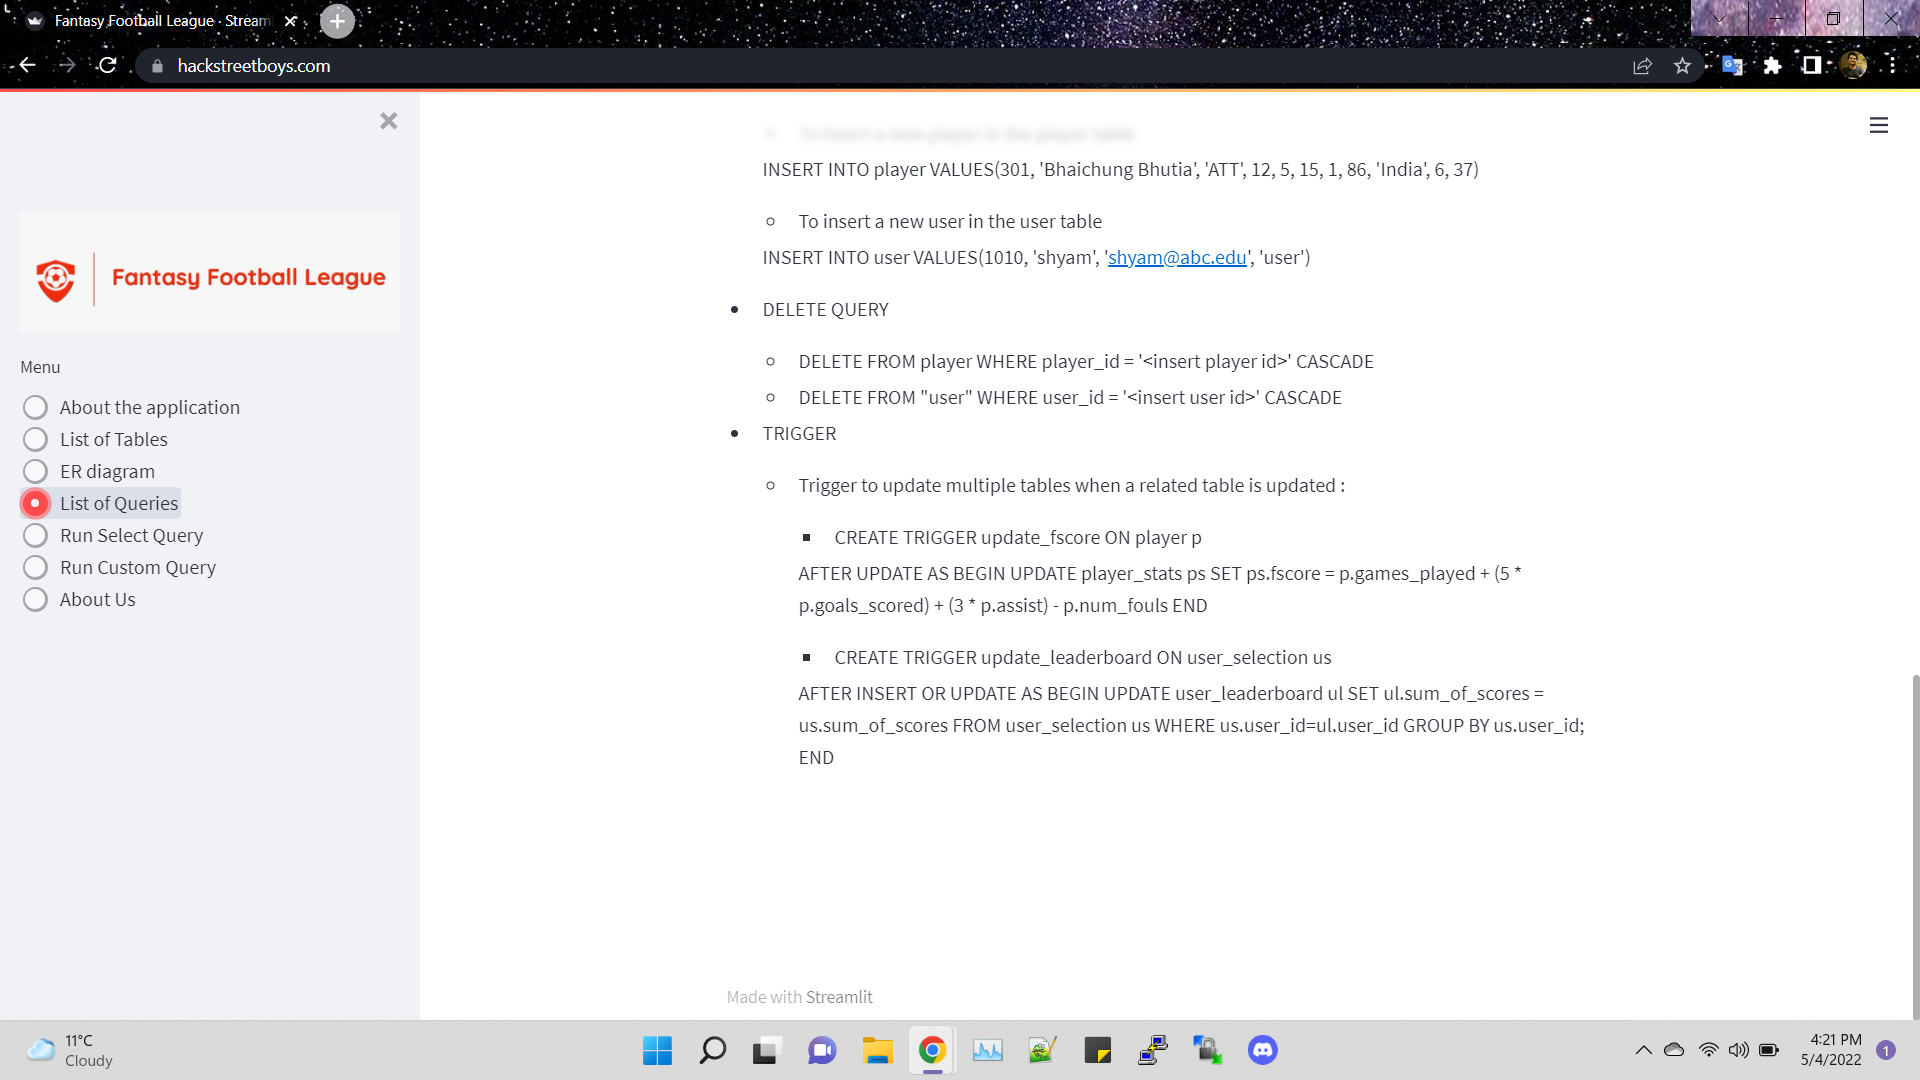 Fantasy Football League · Stream
hackstreetboys.com
Fantasy Football League
Menu
About the application
List of Tables
ER diagram
List of Queries
Run Select Query
Run Custom Query
About Us
To insert a new player in the player table
INSERT INTO player VALUES(301, 'Bhaichung Bhutia', 'ATT', 12, 5, 15, 1, 86, 'India', 6, 37)
To insert a new user in the user table
INSERT INTO user VALUES(1010, 'shyam', 'shyam@abc.edu', 'user')
DELETE QUERY
DELETE FROM player WHERE player_id = '<insert player id>' CASCADE
DELETE FROM "user" WHERE user_id = '<insert user id>' CASCADE
TRIGGER
Trigger to update multiple tables when a related table is updated :
CREATE TRIGGER update_fscore ON player p
AFTER UPDATE AS BEGIN UPDATE player_stats ps SET ps.fscore = p.games_played + (5 *
p.goals_scored) + (3 * p.assist) - p.num_fouls END
CREATE TRIGGER update_leaderboard ON user_selection us
AFTER INSERT OR UPDATE AS BEGIN UPDATE user_leaderboard ul SET ul.sum_of_scores =
us.sum_of_scores FROM user_selection us WHERE us.user_id=ul.user_id GROUP BY us.user_id;
END
Made with Streamlit
11°C
Cloudy
4:21 PM
5/4/2022
1